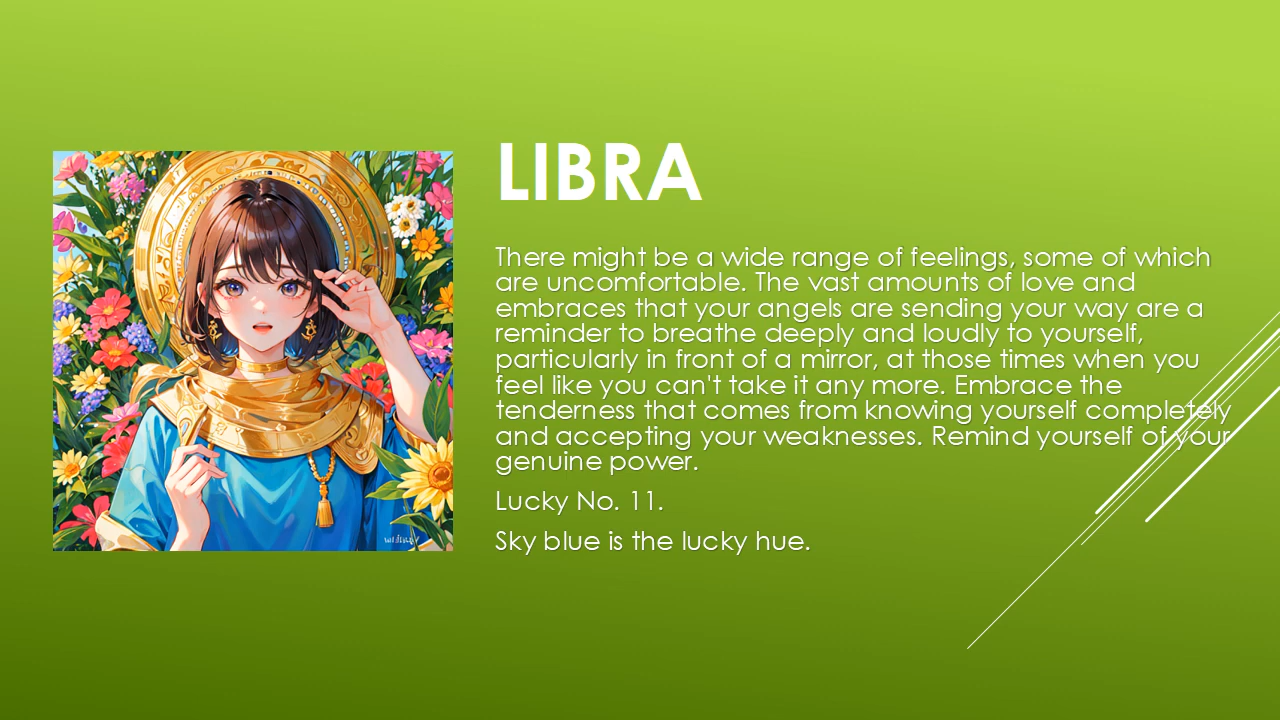 LIBRA
There might be a wide range of feelings, some of which
are uncomfortable. The vast amounts of love and
embraces that your angels are sending your way are a
reminder to breathe deeply and loudly to yourself,
particularly in front of a mirror, at those times when you
feel like you can't take it any more. Embrace the
tenderness that comes from knowing yourself completely
and accepting your weaknesses. Remind yourself of your
genuine power.
Lucky No. 11.
Sky blue is the lucky hue.